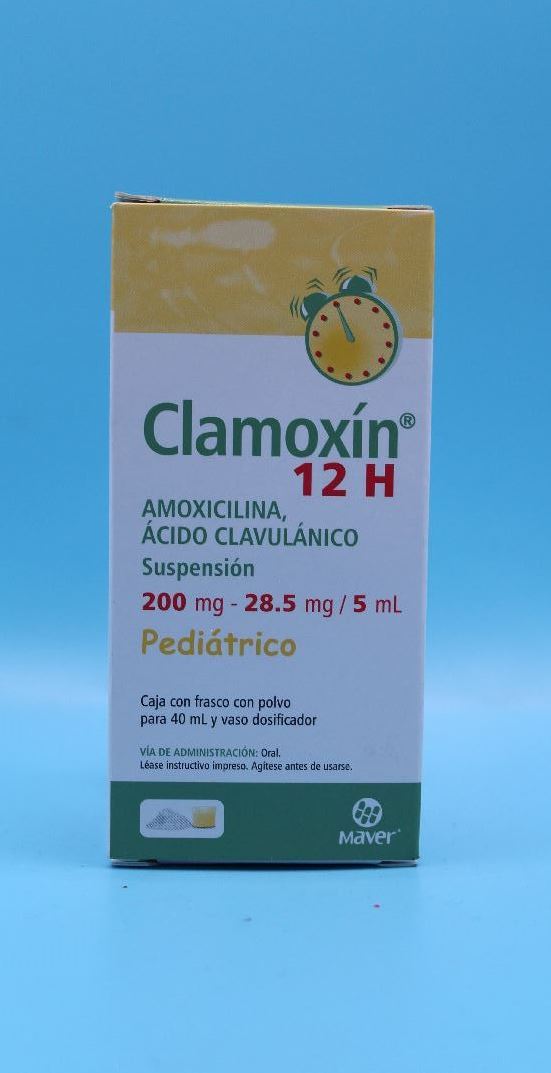 Clamoxín®
12 H
AMOXICILINA,
ÁCIDO CLAVULÁNICO
Suspensión
200 mg - 28.5 mg / 5 mL
Pediátrico
Caja con frasco con polvo
para 40 mL y vaso dosificador
VÍA DE ADMINISTRACIÓN: Oral.
Léase instructivo impreso. Agítese antes de usarse.
Maver®